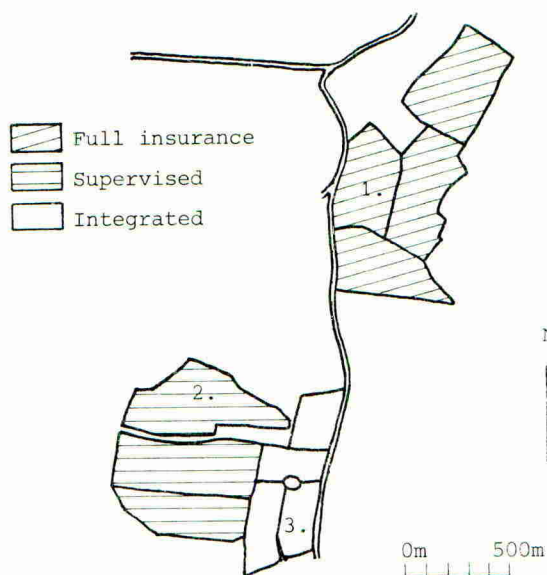 Full insurance
Supervised
Integrated
1.
N
2.
3.
0m 500m